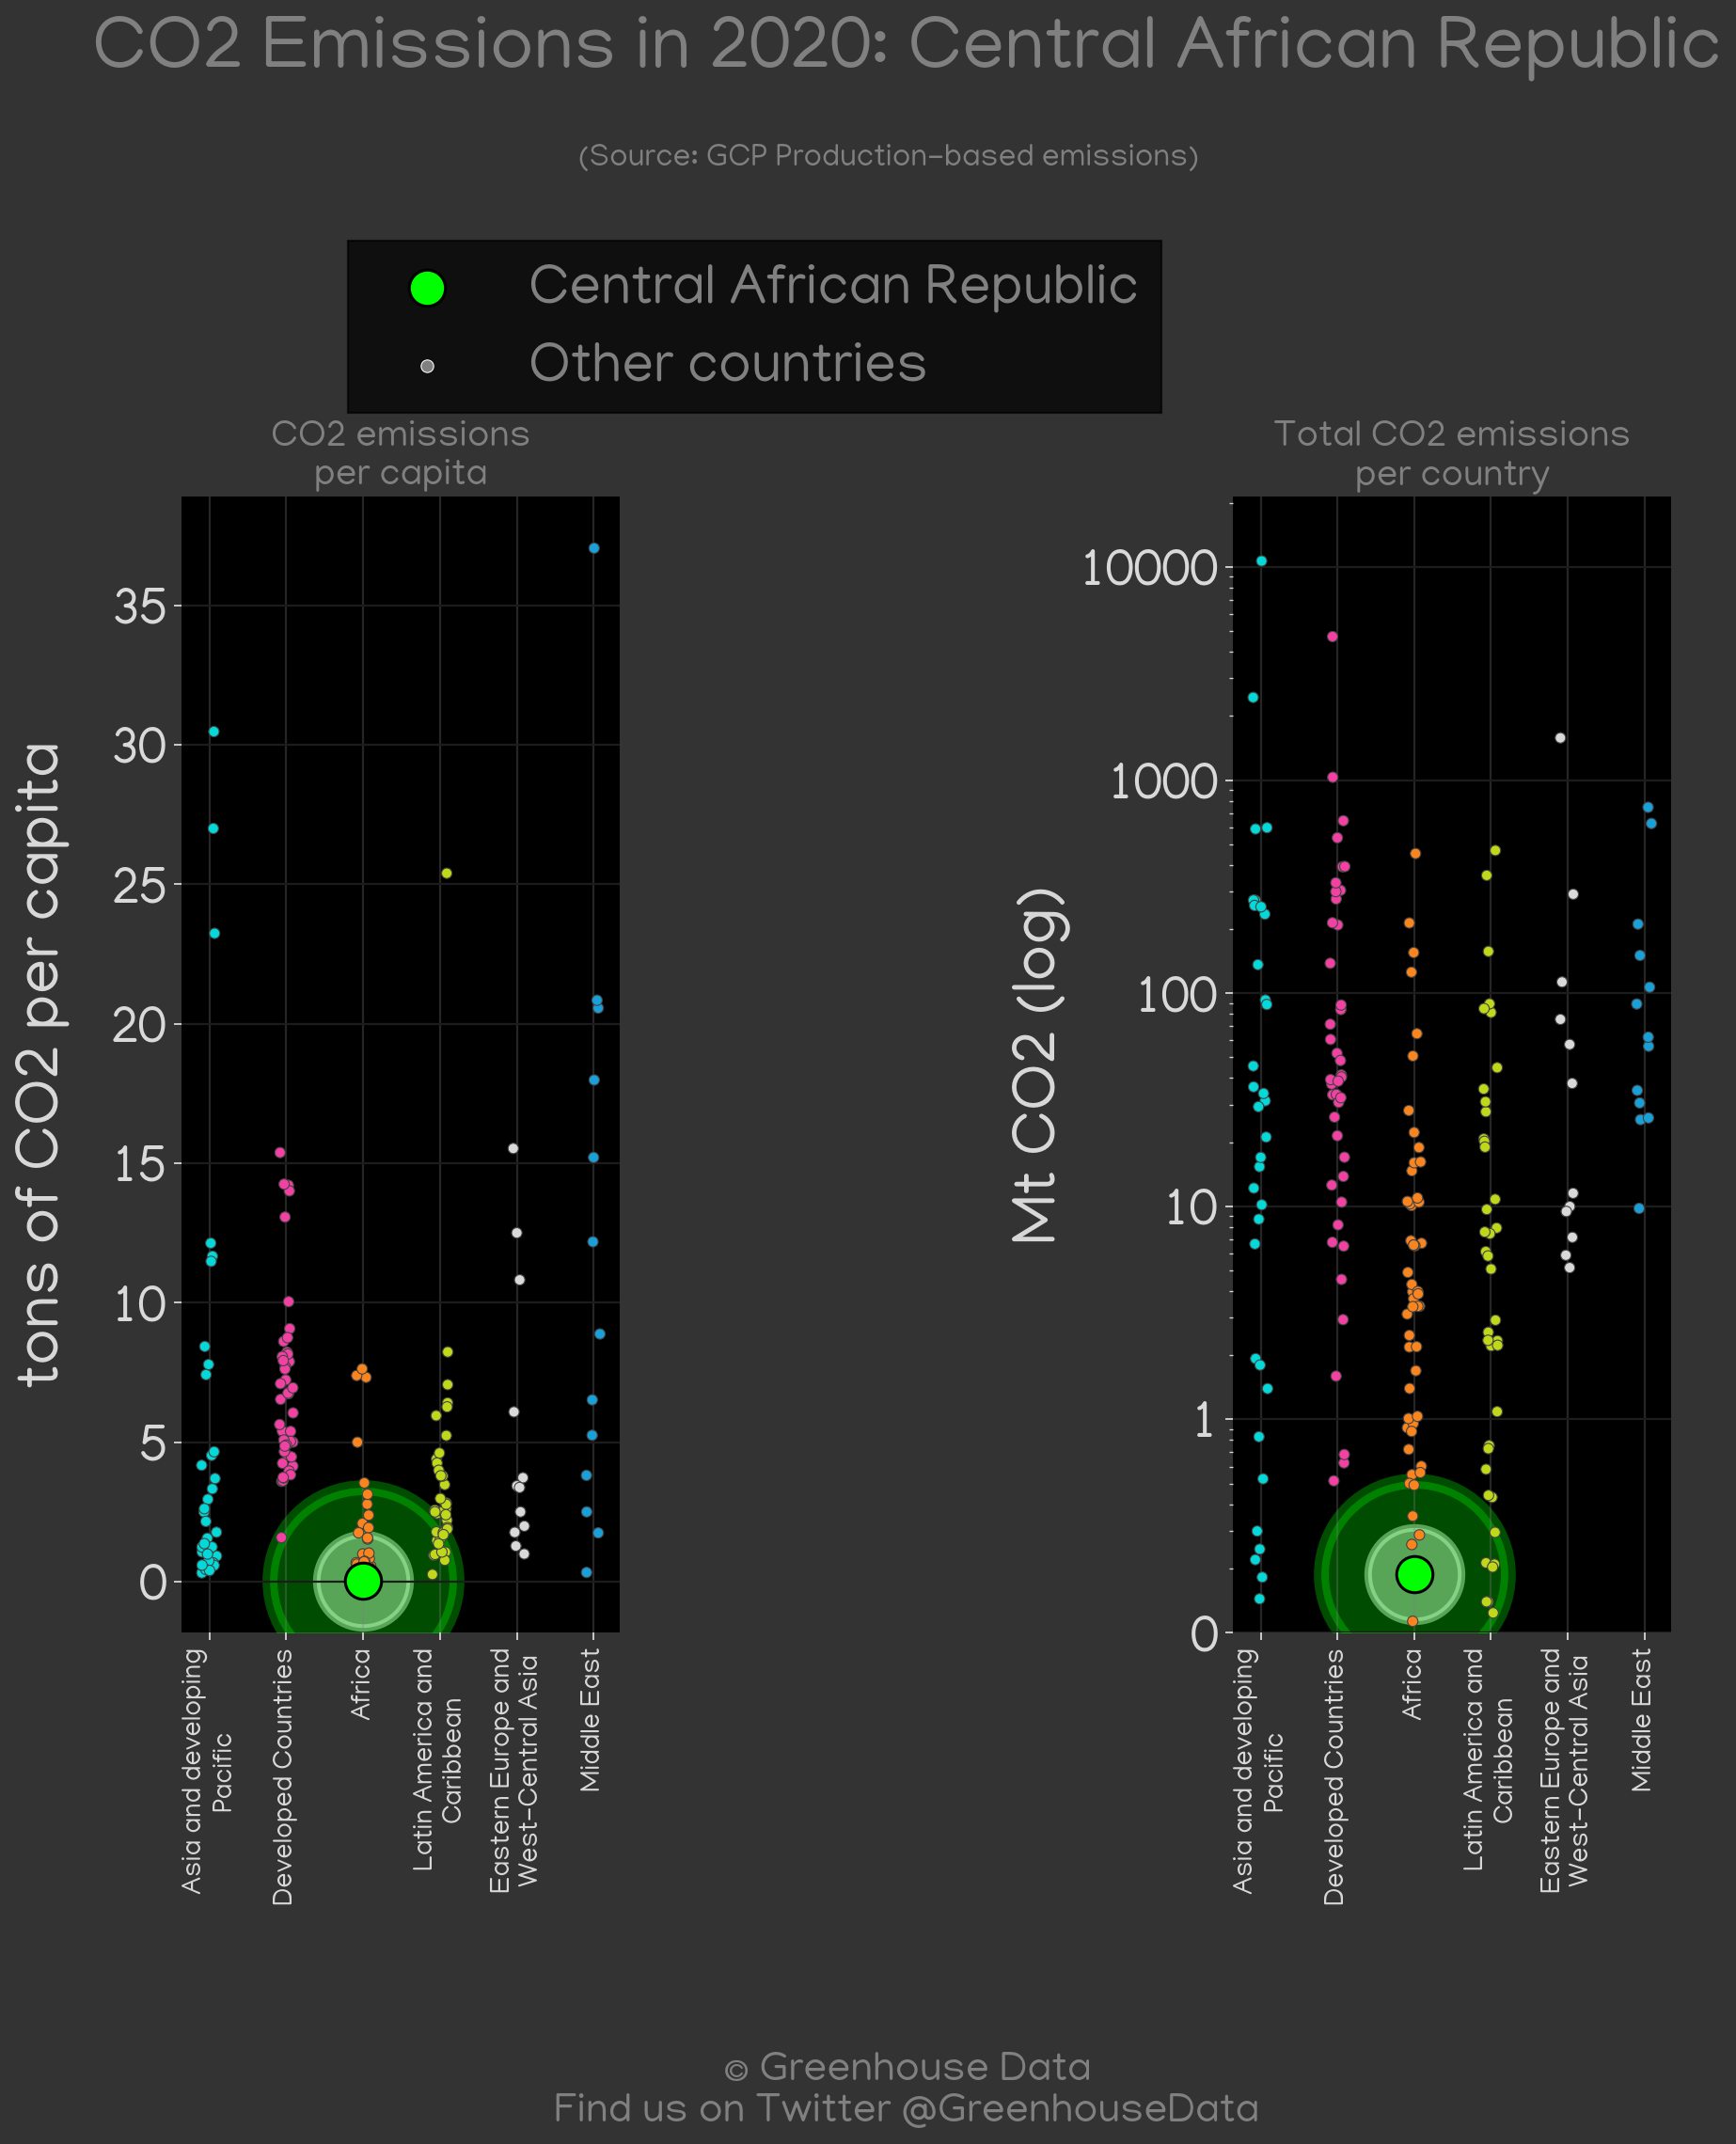 CO2 Emissions in 2020: Central African Republic
(Source: GCP Production-based emissions)
Central African Republic
Other countries
CO2 emissions
per capita
tons of CO2 per capita
35
30
25
20
15
10
5
0
Asia and developing
Pacific
Developed Countries
Africa
Latin America and
Caribbean
Eastern Europe and
West-Central Asia
Middle East
Total CO2 emissions
per country
Mt CO2 (log)
10000
1000
100
10
1
0
Asia and developing
Pacific
Developed Countries
Africa
Latin America and
Caribbean
Eastern Europe and
West-Central Asia
Middle East
© Greenhouse Data
Find us on Twitter @GreenhouseData